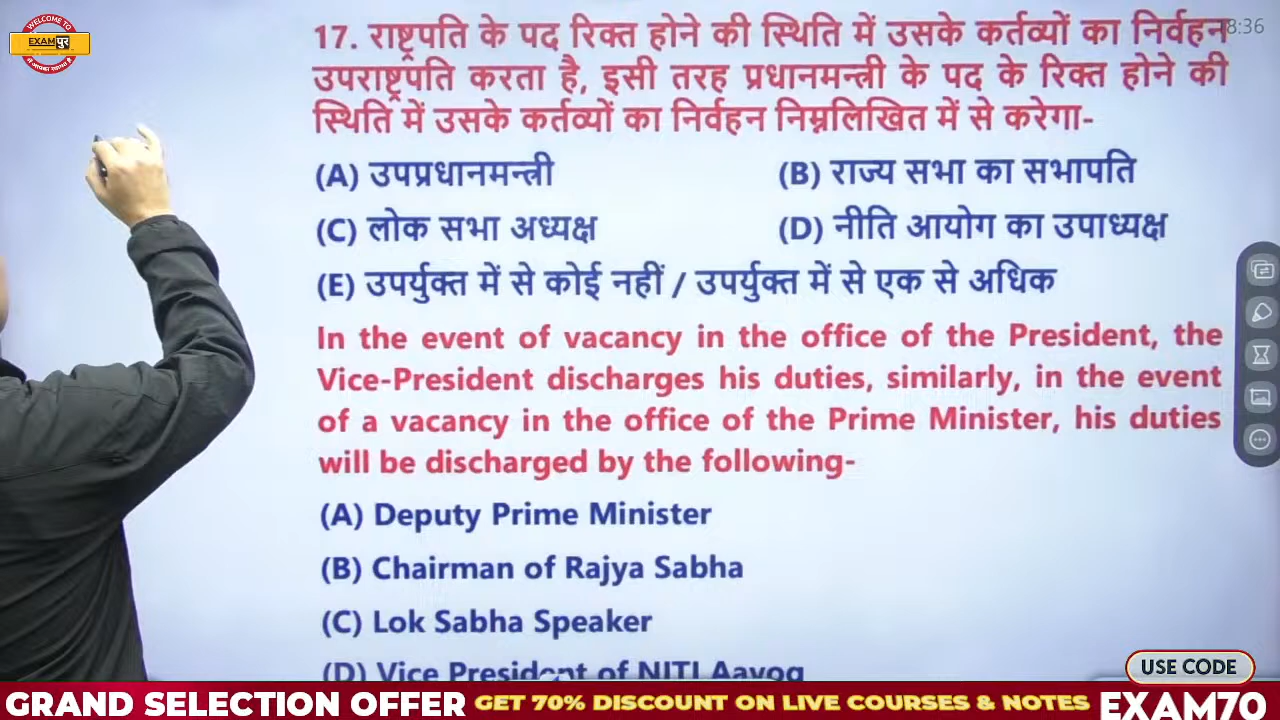 WELCOME TO
EXAMपुर
17. राष्ट्रपति के पद रिक्त होने की स्थिति में उसके कर्तव्यों का निर्वहन
8:36
उपराष्ट्रपति करता है, इसी तरह प्रधानमन्त्री के पद के रिक्त होने की
स्थिति में उसके कर्तव्यों का निर्वहन निम्नलिखित में से करेगा-
(A) उपप्रधानमन्त्री (B) राज्य सभा का सभापति
(C) लोक सभा अध्यक्ष (D) नीति आयोग का उपाध्यक्ष
(E) उपर्युक्त में से कोई नहीं / उपर्युक्त में से एक से अधिक
In the event of vacancy in the office of the President, the
Vice-President discharges his duties, similarly, in the event
of a vacancy in the office of the Prime Minister, his duties
will be discharged by the following-
(A) Deputy Prime Minister
(B) Chairman of Rajya Sabha
(C) Lok Sabha Speaker
(D) Vice President of NITI Aayog
USE CODE
GRAND SELECTION OFFER GET 70% DISCOUNT ON LIVE COURSES & NOTES EXAM70